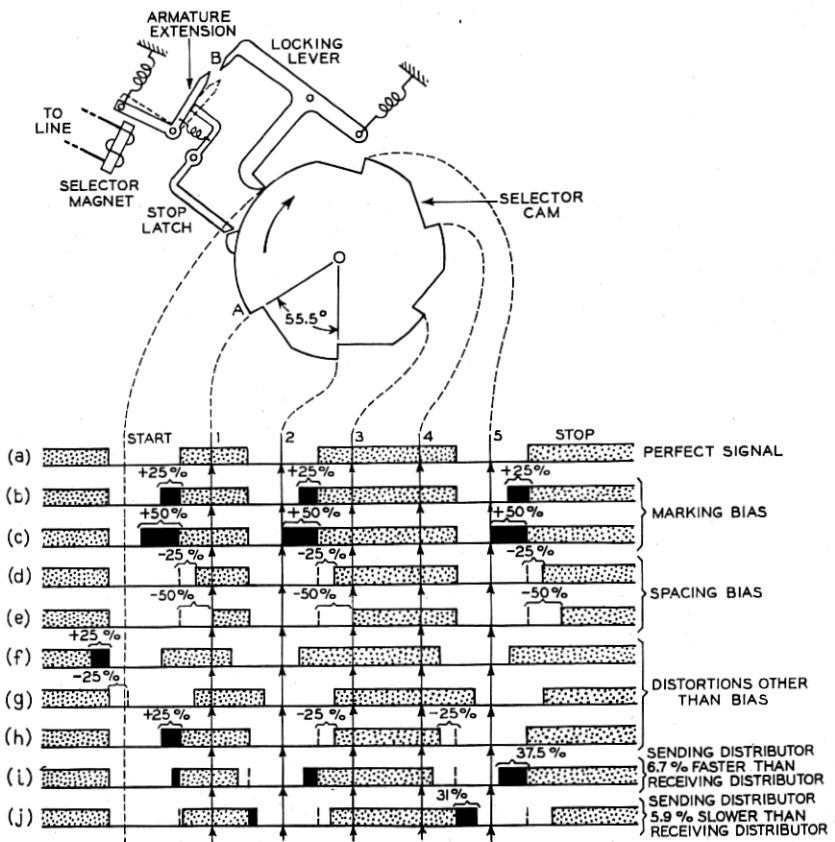 ARMATURE
EXTENSION
B
LOCKING
LEVER
TO
LINE
SELECTOR
MAGNET
STOP
LATCH
SELECTOR
CAM
A
55.5°
START 1 2 3 4 5 STOP
(a) PERFECT SIGNAL
+25% +25% +25%
(b)
MARKING BIAS
+50% +50% +50%
(c)
-25% -25% -25%
(d)
SPACING BIAS
-50% -50% -50%
(e)
+25%
(f)
-25%
DISTORTIONS OTHER
THAN BIAS
(g)
+25% -25% -25%
(h)
37.5%
SENDING DISTRIBUTOR
(i) 6.7% FASTER THAN
RECEIVING DISTRIBUTOR
31%
SENDING DISTRIBUTOR
(j) 5.9% SLOWER THAN
RECEIVING DISTRIBUTOR